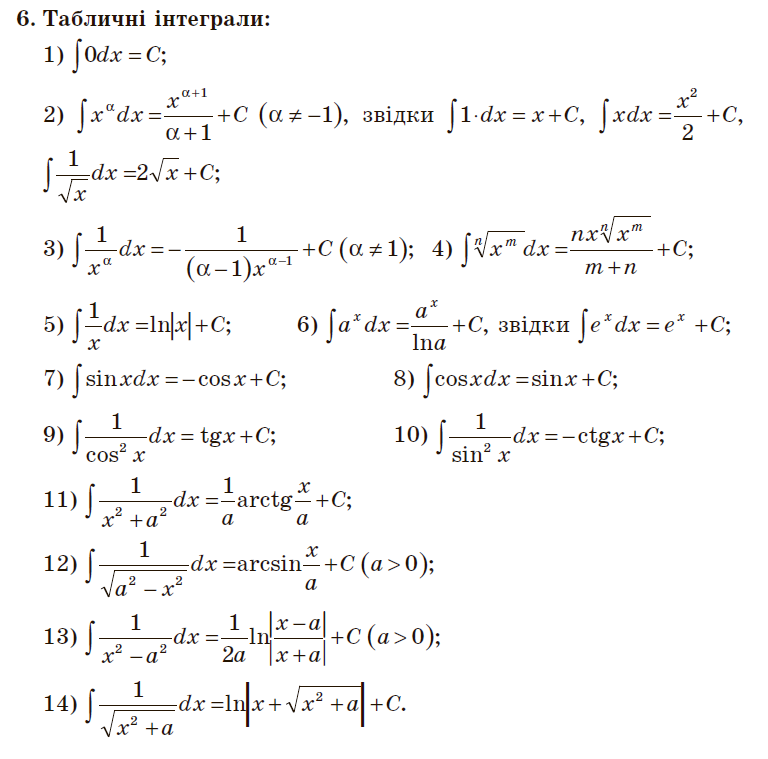 6. Табличні інтеграли:
1) ∫0dx = C;
2) ∫x^α dx = x^(α+1)/(α+1) + C (α ≠ −1), звідки ∫1·dx = x + C, ∫xdx = x²/2 + C,
∫1/√x dx = 2√x + C;
3) ∫1/x^α dx = −1/((α−1)x^(α−1)) + C (α ≠ 1); 4) ∫ⁿ√(x^m) dx = nx ⁿ√(x^m)/(m+n) + C;
5) ∫1/x dx = ln|x| + C; 6) ∫a^x dx = a^x/lna + C, звідки ∫e^x dx = e^x + C;
7) ∫sinxdx = −cosx + C; 8) ∫cosxdx = sinx + C;
9) ∫1/cos² x dx = tgx + C; 10) ∫1/sin² x dx = −ctgx + C;
11) ∫1/(x² + a²) dx = 1/a arctg x/a + C;
12) ∫1/√(a² − x²) dx = arcsin x/a + C (a > 0);
13) ∫1/(x² − a²) dx = 1/2a ln|(x − a)/(x + a)| + C (a > 0);
14) ∫1/√(x² + a) dx = ln|x + √(x² + a)| + C.